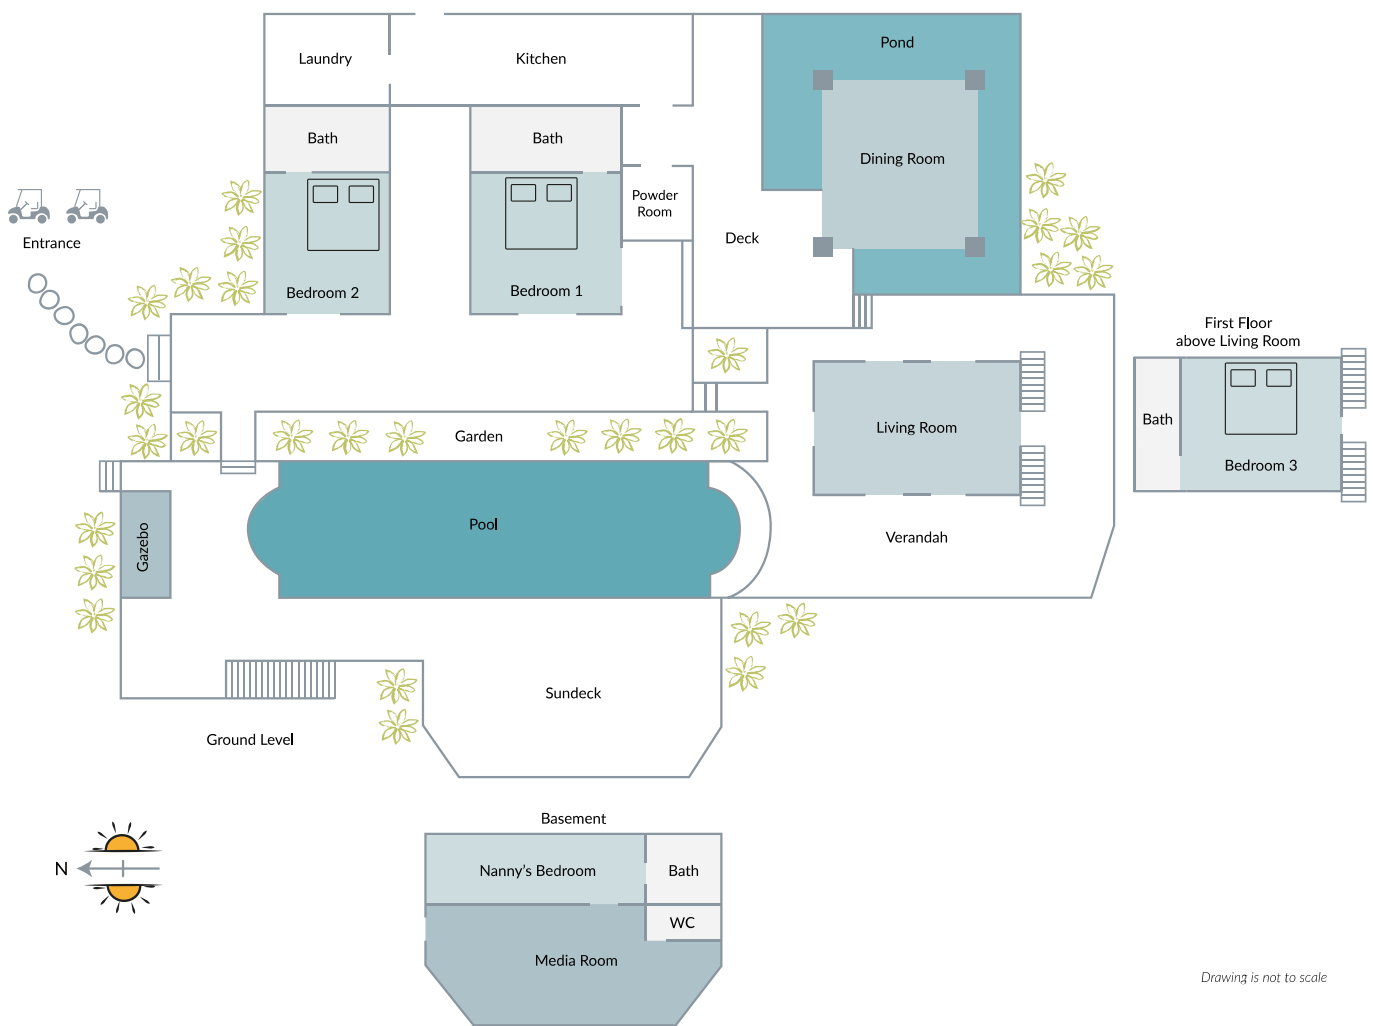 Laundry
Kitchen
Pond
Bath
Bath
Dining Room
Powder
Room
Entrance
Deck
Bedroom 2
Bedroom 1
First Floor
above Living Room
Bath
Bedroom 3
Living Room
Garden
Pool
Gazebo
Verandah
Sundeck
Ground Level
Basement
N
Nanny's Bedroom
Bath
WC
Media Room
Drawing is not to scale